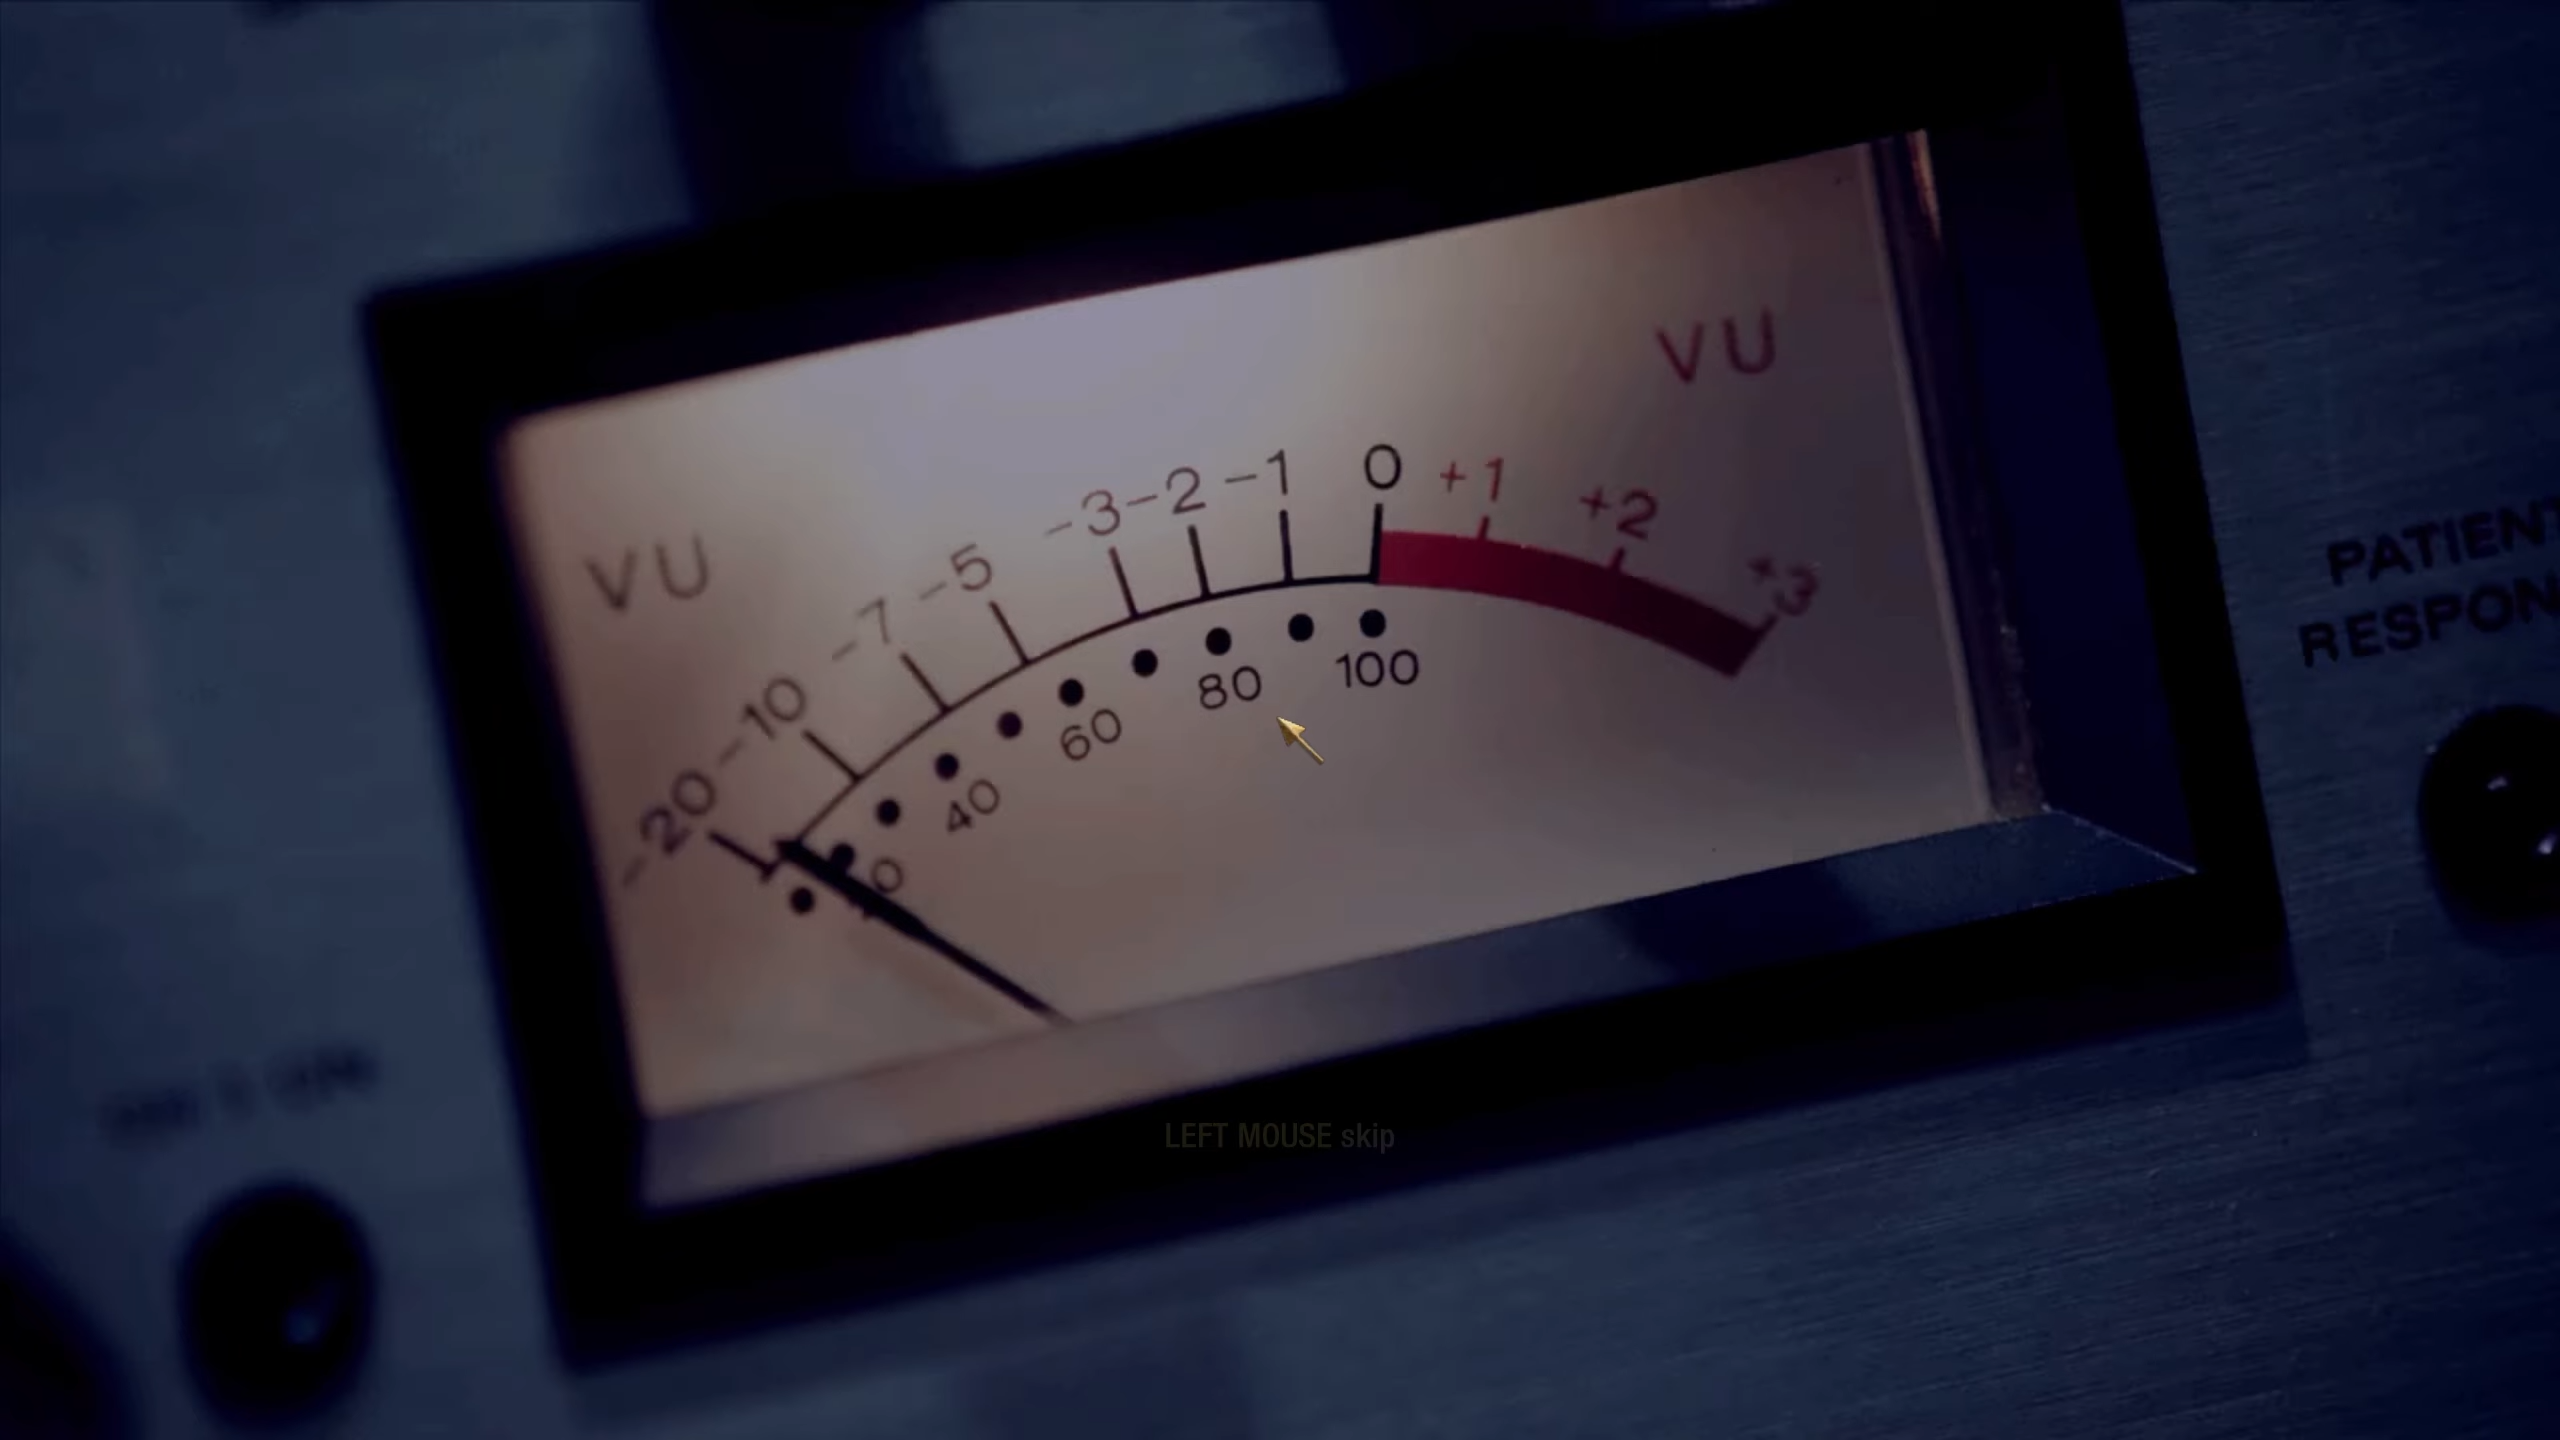 VU
VU
-20 -10 -7 -5 -3 -2 -1 0 +1 +2 +3
0 40 60 80 100
PATIENT
RESPON
LEFT MOUSE skip